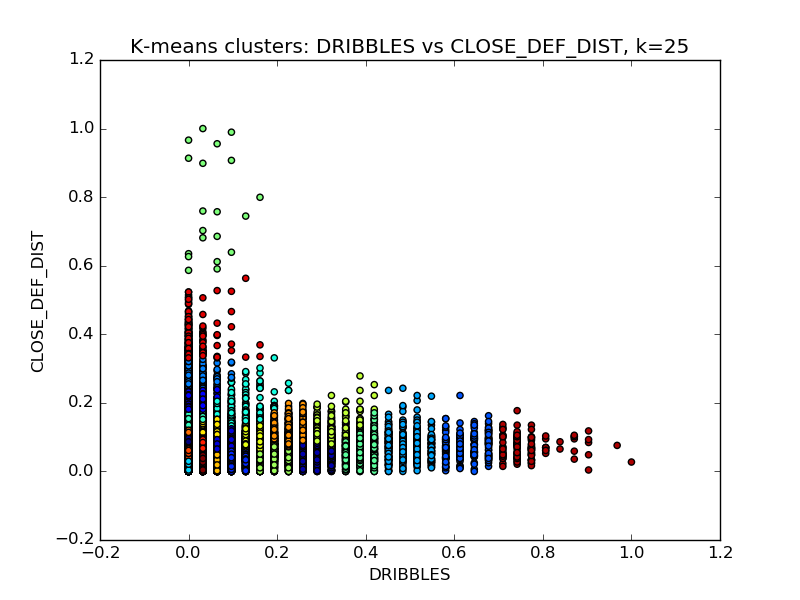 K-means clusters: DRIBBLES vs CLOSE_DEF_DIST, k=25
1.2
1.0
0.8
0.6
0.4
0.2
0.0
−0.2
CLOSE_DEF_DIST
−0.2 0.0 0.2 0.4 0.6 0.8 1.0 1.2
DRIBBLES